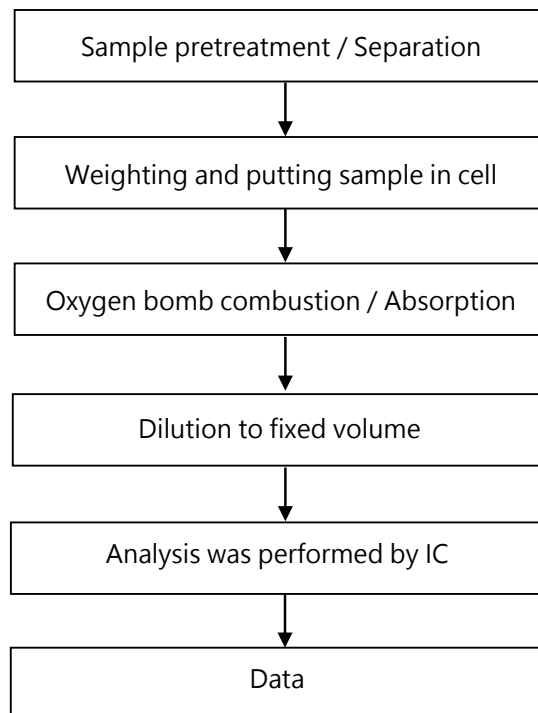 Sample pretreatment / Separation
Weighting and putting sample in cell
Oxygen bomb combustion / Absorption
Dilution to fixed volume
Analysis was performed by IC
Data